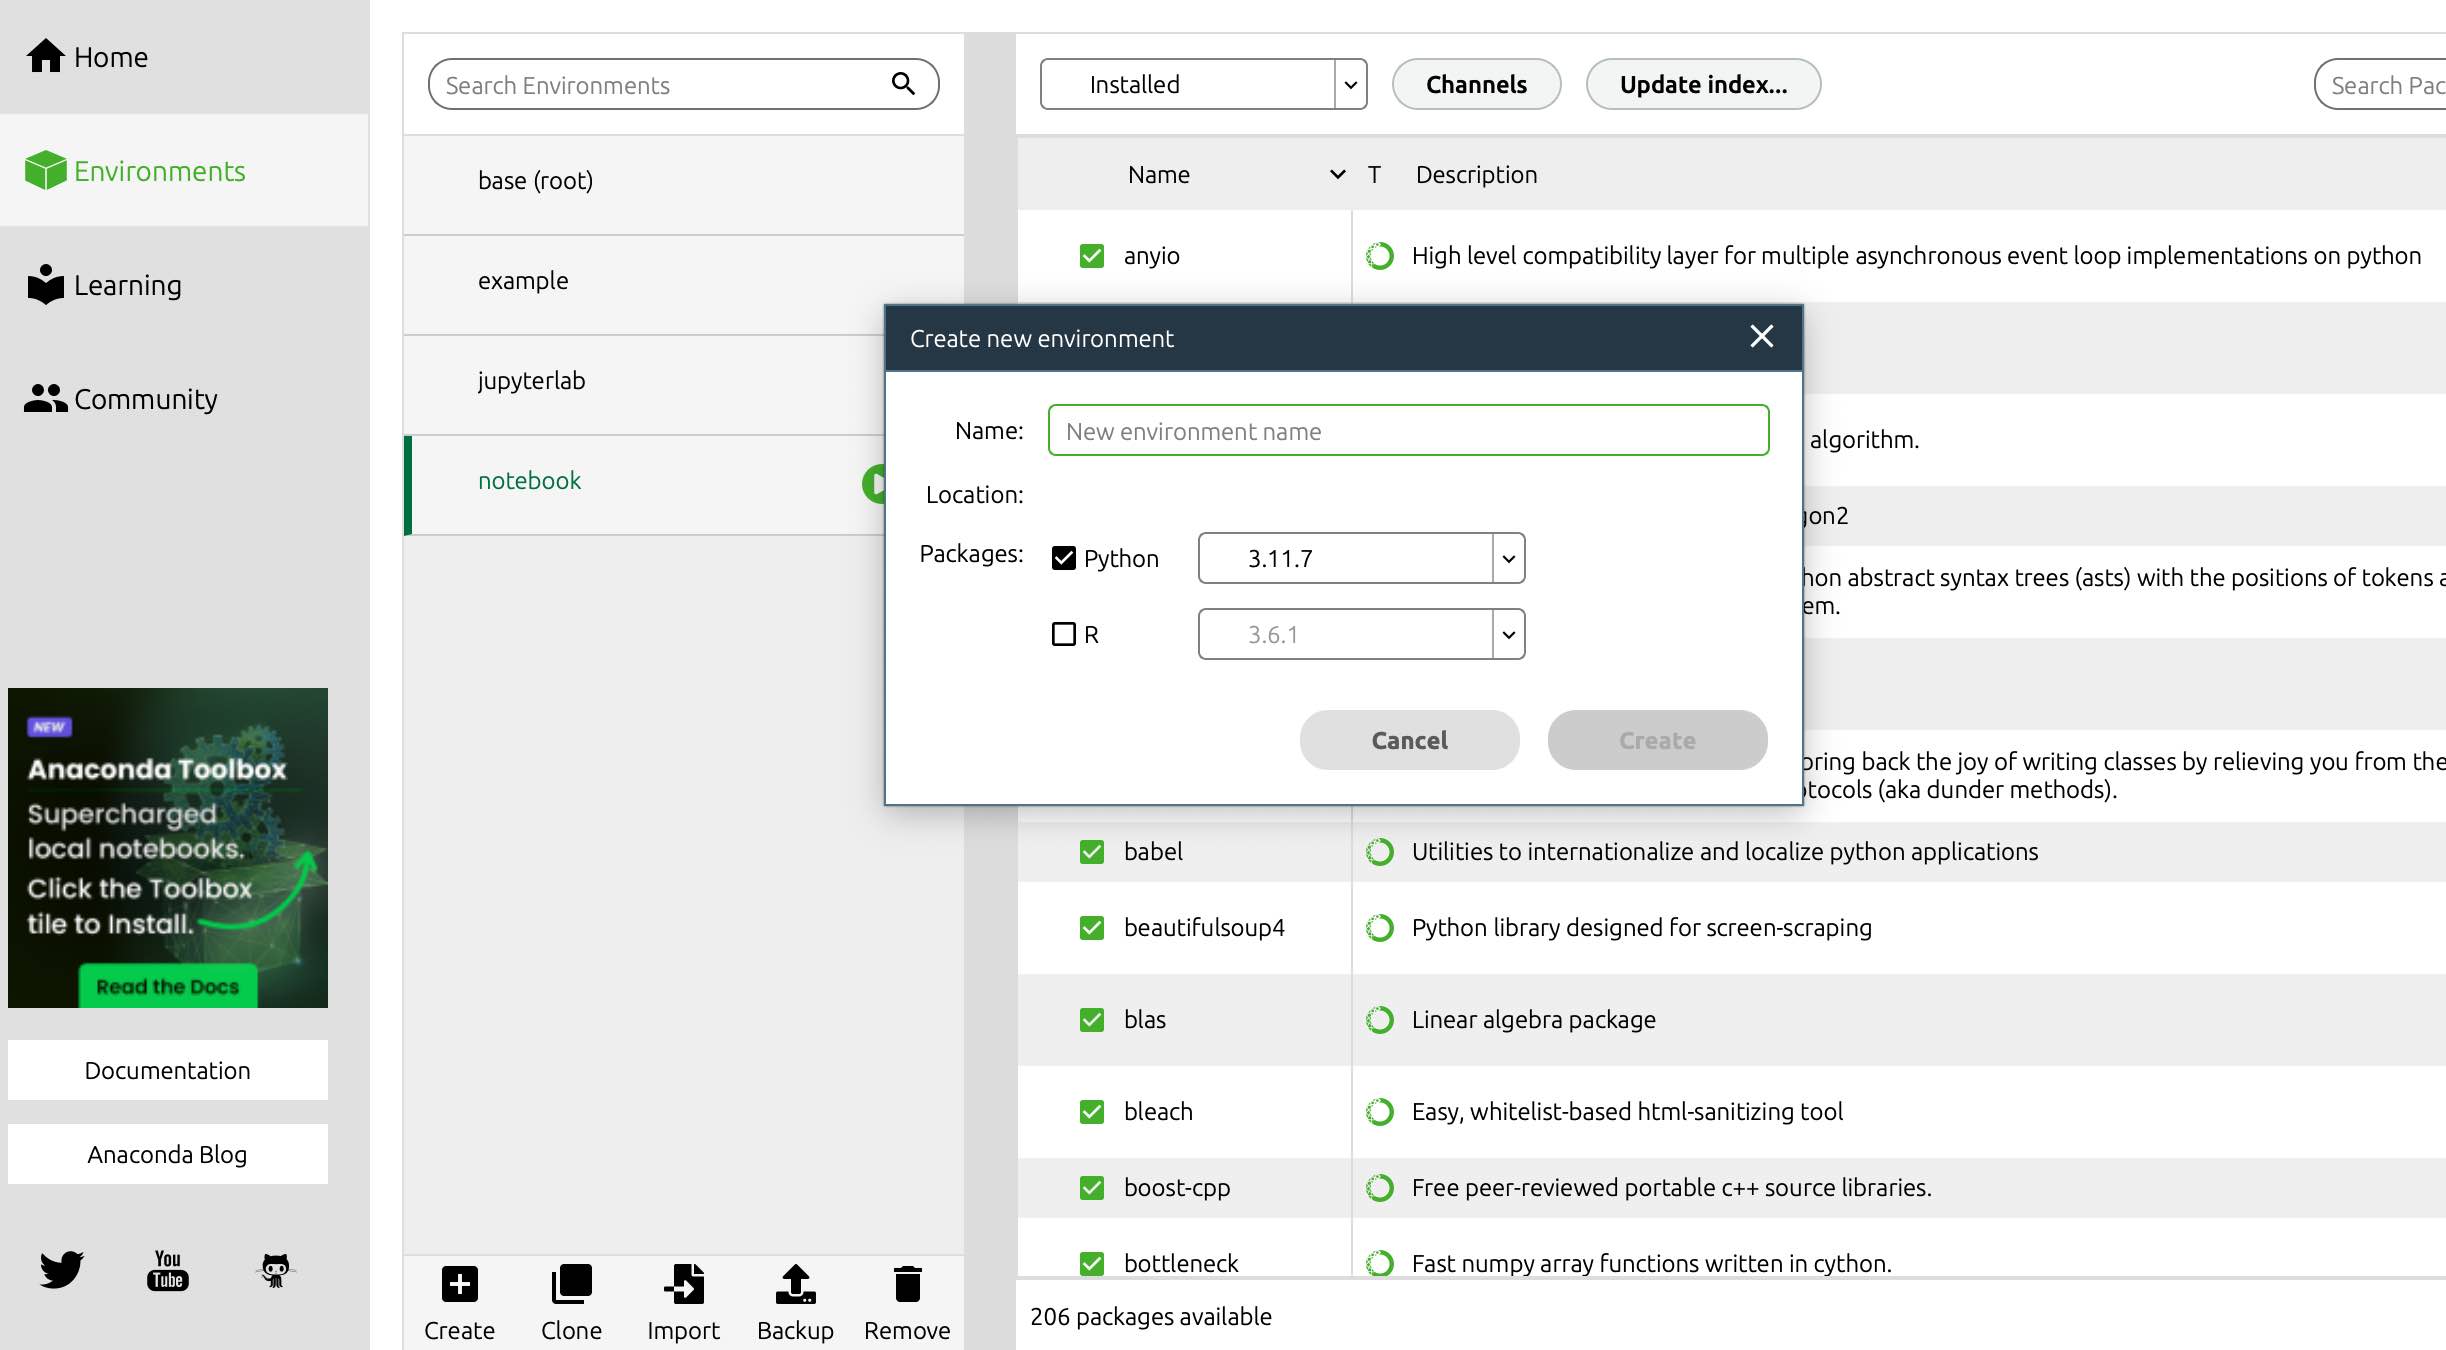 Home
Environments
Learning
Community
NEW
Anaconda Toolbox
Supercharged
local notebooks.
Click the Toolbox
tile to Install.
Read the Docs
Documentation
Anaconda Blog
You
Tube
Search Environments
base (root)
example
jupyterlab
notebook
Create
Clone
Import
Backup
Remove
Installed
Channels
Update index...
Search Pac
Name
T
Description
anyio
High level compatibility layer for multiple asynchronous event loop implementations on python
algorithm.
abstract syntax trees (asts) with the positions of tokens
back the joy of writing classes by relieving you from the
(aka dunder methods).
babel
Utilities to internationalize and localize python applications
beautifulsoup4
Python library designed for screen-scraping
blas
Linear algebra package
bleach
Easy, whitelist-based html-sanitizing tool
boost-cpp
Free peer-reviewed portable c++ source libraries.
bottleneck
Fast numpy array functions written in cython.
206 packages available
Create new environment
Name:
New environment name
Location:
Packages:
Python
3.11.7
R
3.6.1
Cancel
Create